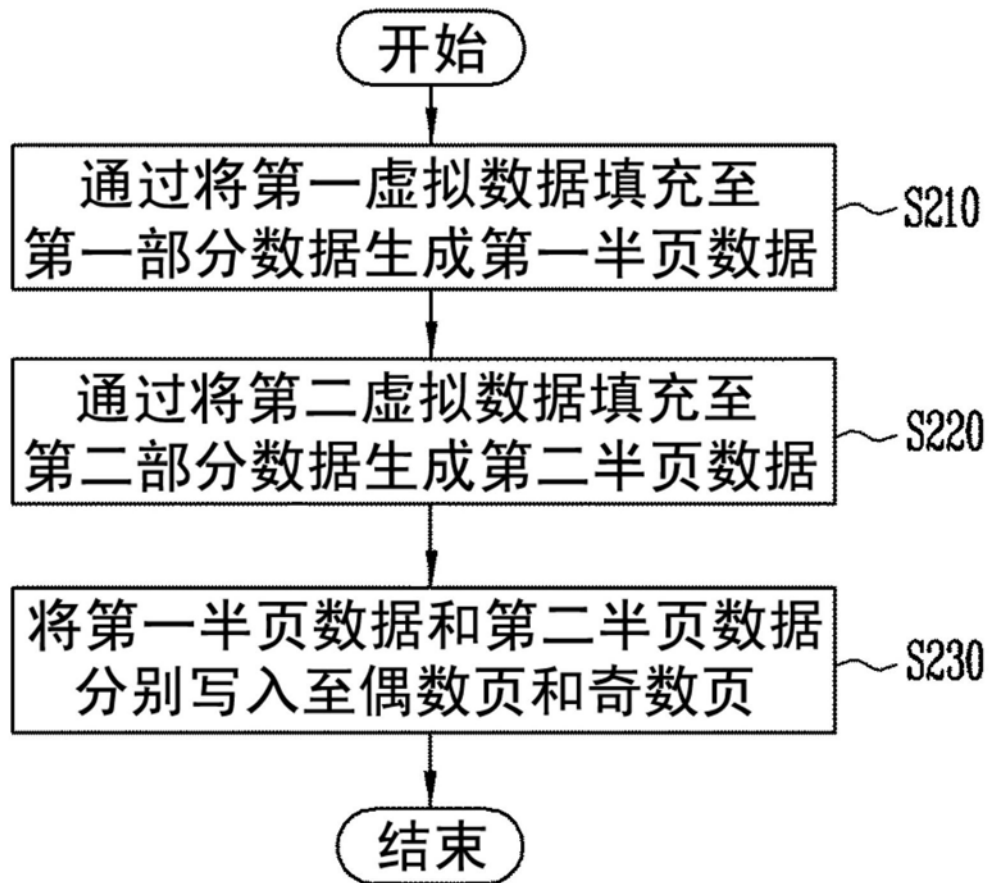 开始
通过将第一虚拟数据填充至
第一部分数据生成第一半页数据
S210
通过将第二虚拟数据填充至
第二部分数据生成第二半页数据
S220
将第一半页数据和第二半页数据
分别写入至偶数页和奇数页
S230
结束